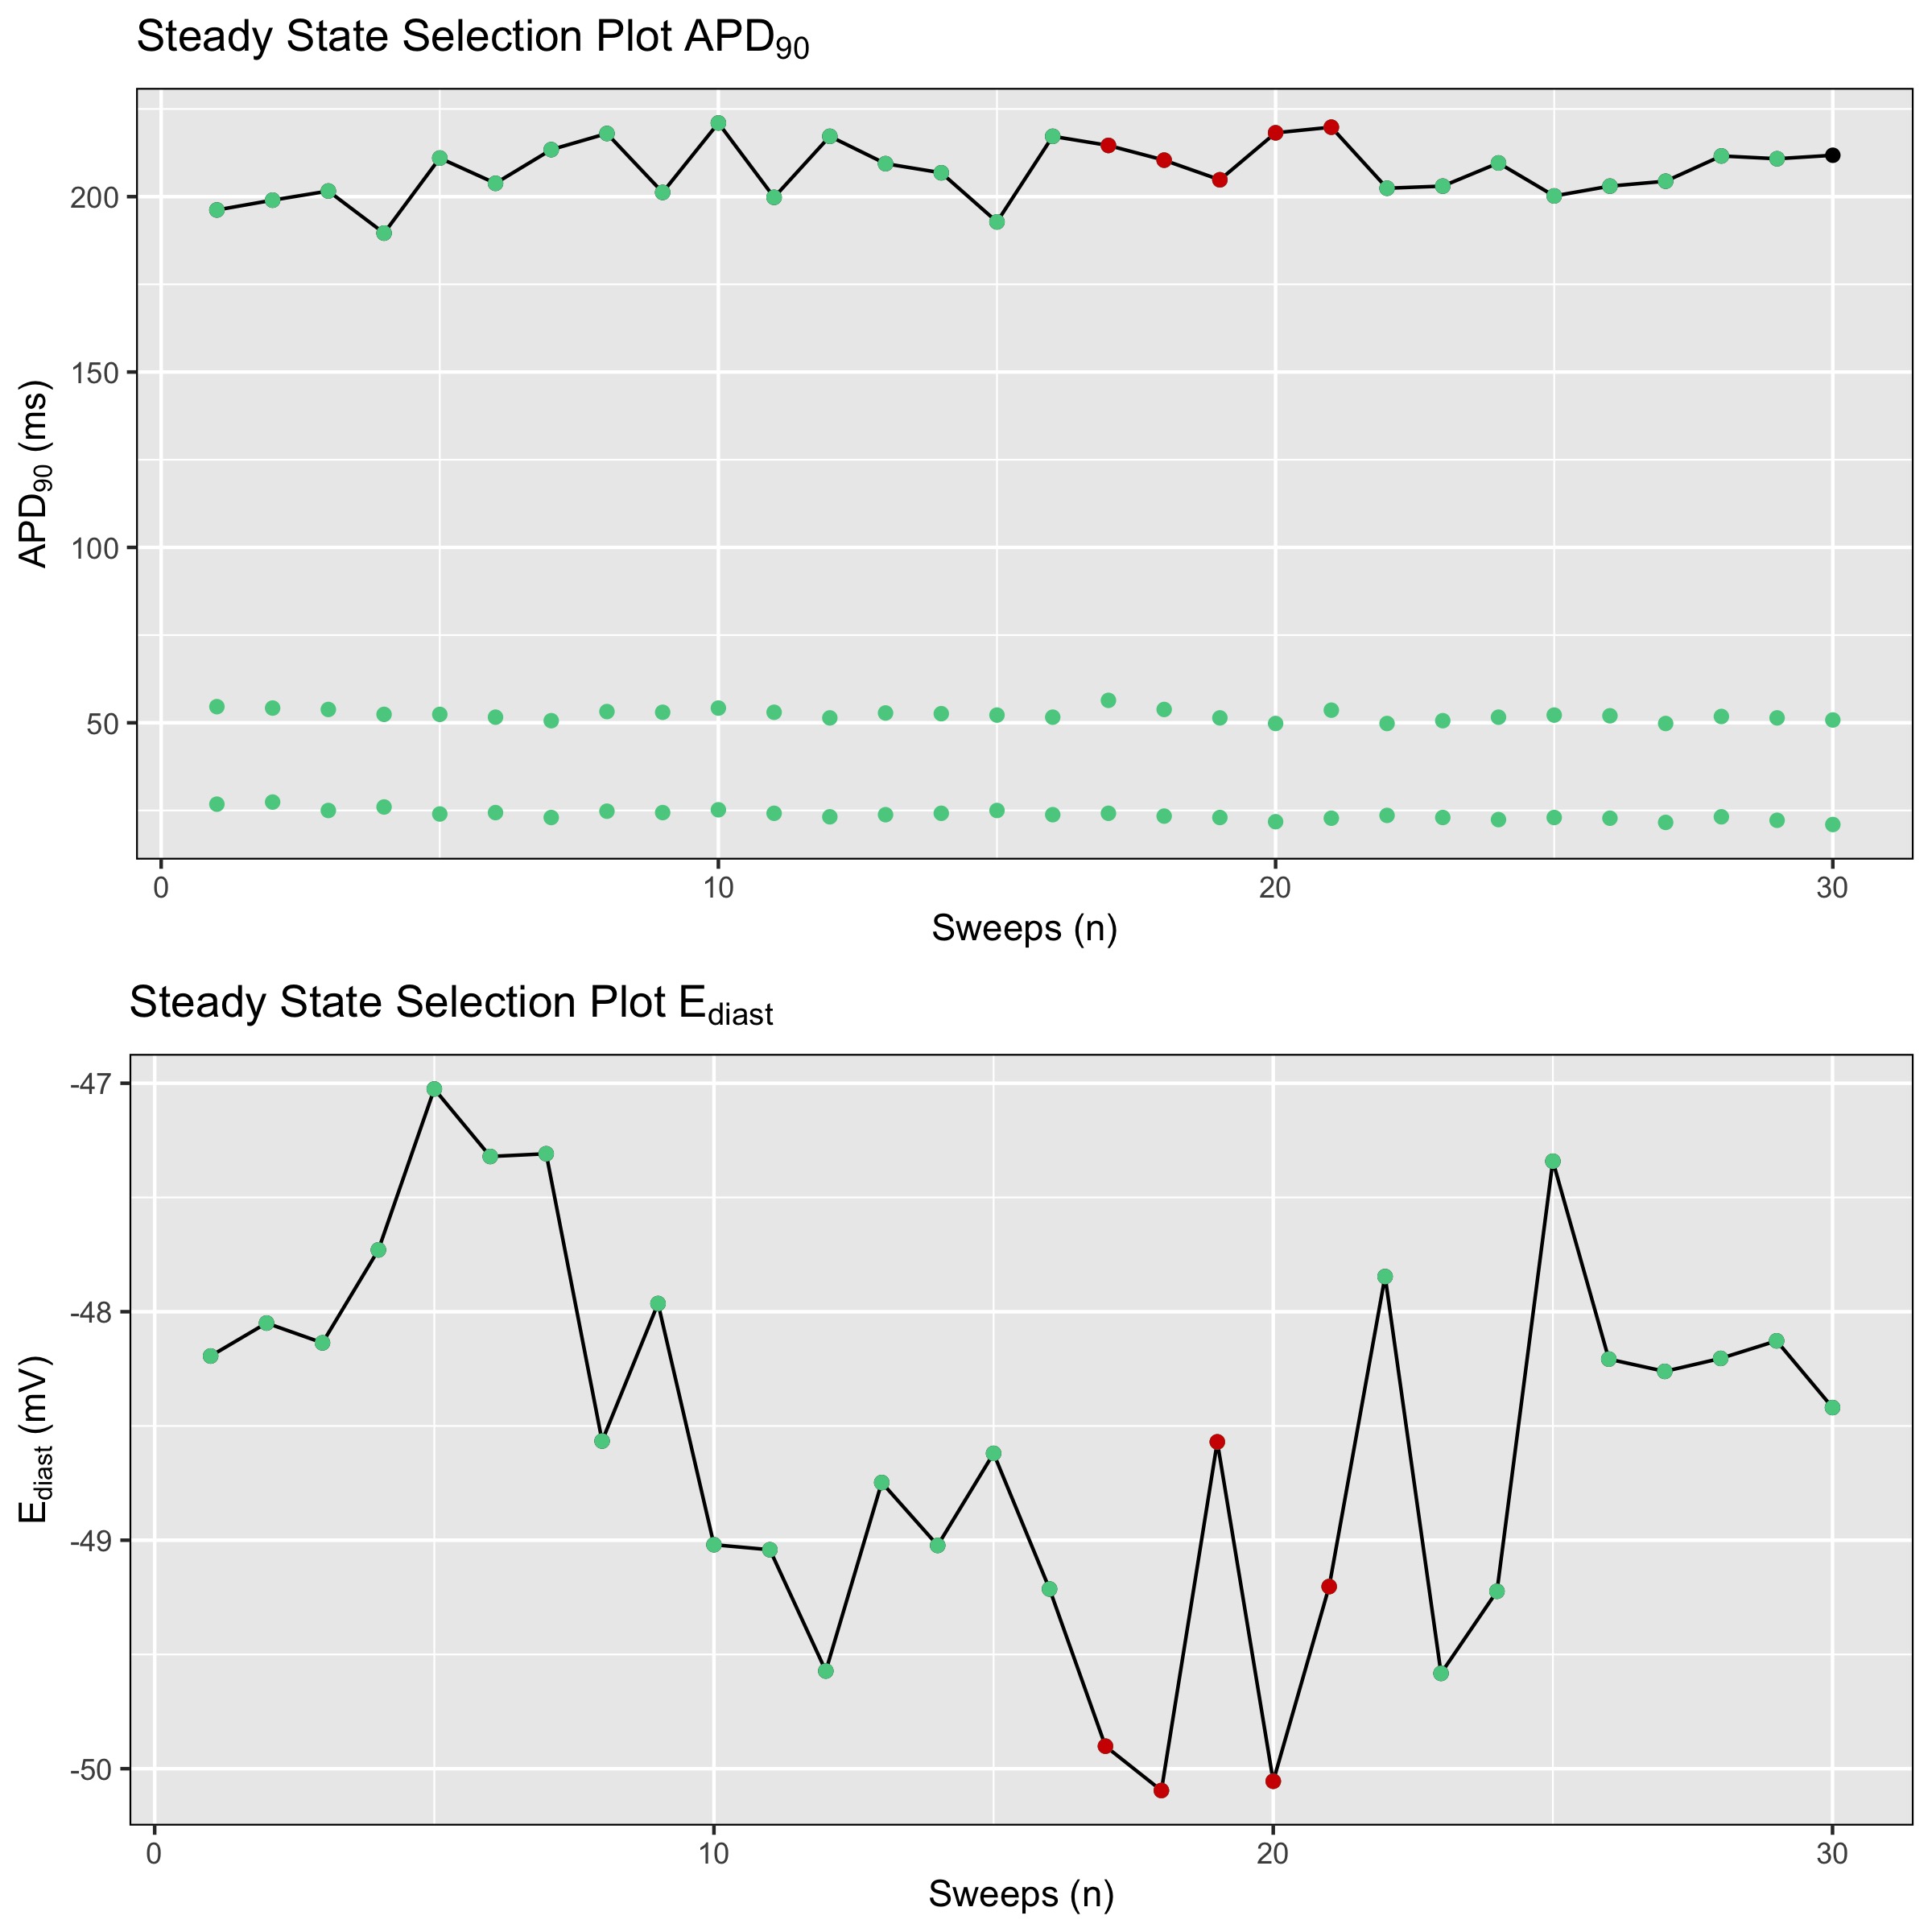 Steady State Selection Plot APD90
APD90 (ms)
200
150
100
50
0 10 20 30
Sweeps (n)
Steady State Selection Plot Ediast
Ediast (mV)
-47
-48
-49
-50
0 10 20 30
Sweeps (n)